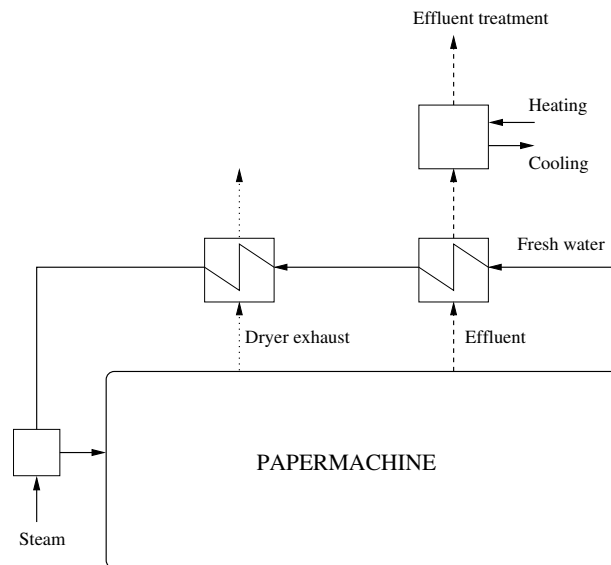 Effluent treatment
Heating
Cooling
Fresh water
Dryer exhaust
Effluent
PAPERMACHINE
Steam